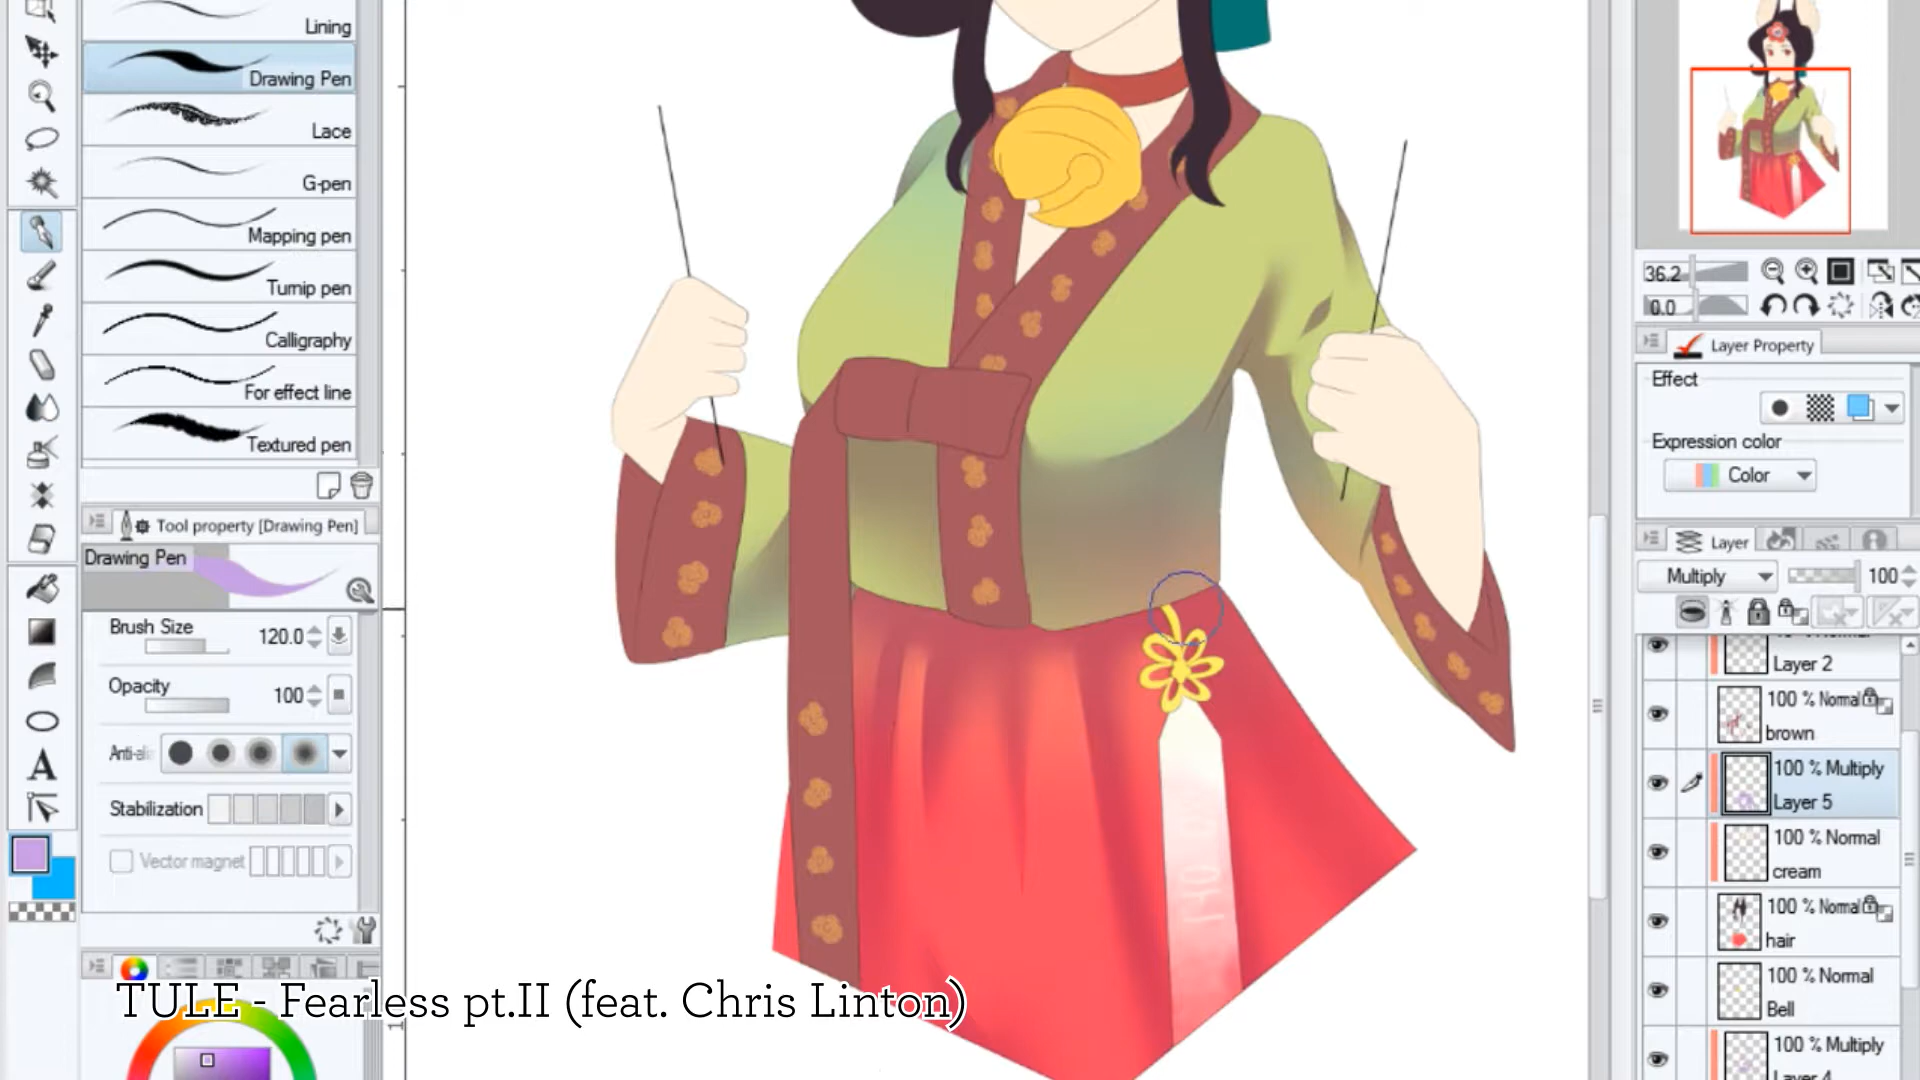 Lining
Drawing Pen
Lace
G-pen
Mapping pen
Turnip pen
Calligraphy
For effect line
Textured pen
Tool property [Drawing Pen]
Drawing Pen
Brush Size
120.0
Opacity
100
Stabilization
Vector magnet
TULE - Fearless pt.II (feat. Chris Linton)
36.2
0.0
Layer Property
Effect
Expression color
Color
Layer
Multiply
100
Layer 2
100 % Normal
brown
100 % Multiply
Layer 5
100 % Normal
cream
100 % Normal
hair
100 % Normal
Bell
100 % Multiply
Layer 4